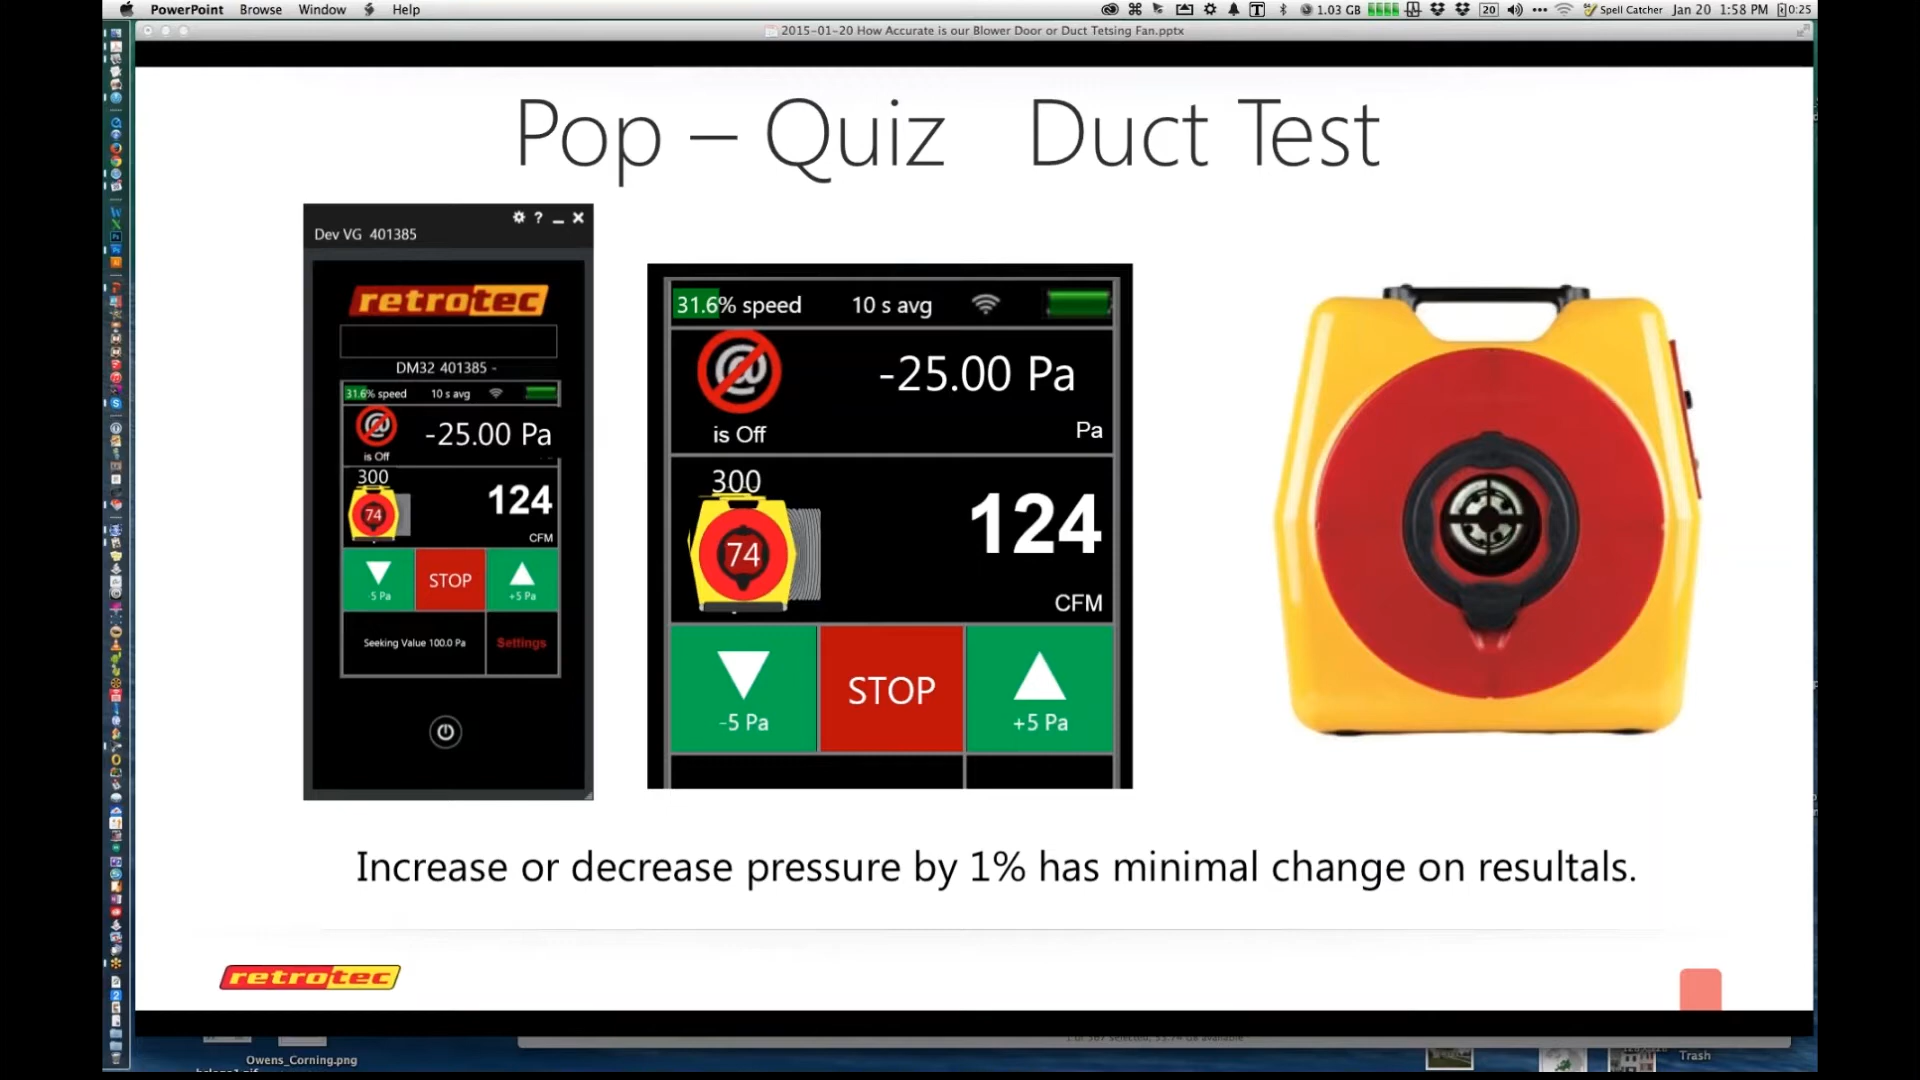 PowerPoint Browse Window Help
1.03 GB 20 Spell Catcher Jan 20 1:58 PM 0:25
2015-01-20 How Accurate is our Blower Door or Duct Tetsing Fan.pptx
Pop – Quiz Duct Test
Dev VG 401385
retrotec
DM32 401385 -
31.6% speed 10 s avg
@ -25.00 Pa
is Off
300
74 124
CFM
-5 Pa STOP +5 Pa
Seeking Value 100.0 Pa Settings
31.6% speed 10 s avg
@ -25.00 Pa
is Off Pa
300
74 124
CFM
-5 Pa STOP +5 Pa
Increase or decrease pressure by 1% has minimal change on resultals.
retrotec
Owens_Corning.png
Trash